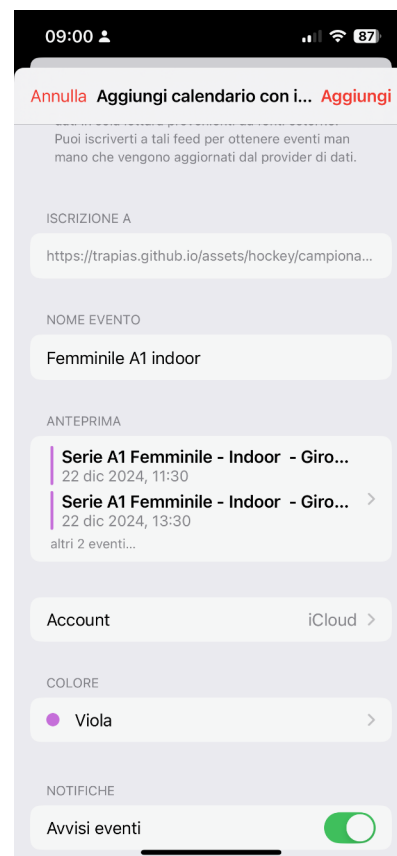 09:00
87
Annulla Aggiungi calendario con i... Aggiungi
Puoi iscriverti a tali feed per ottenere eventi man
mano che vengono aggiornati dal provider di dati.
ISCRIZIONE A
https://trapias.github.io/assets/hockey/campiona...
NOME EVENTO
Femminile A1 indoor
ANTEPRIMA
Serie A1 Femminile - Indoor - Giro...
22 dic 2024, 11:30
Serie A1 Femminile - Indoor - Giro...
22 dic 2024, 13:30
altri 2 eventi...
Account iCloud
COLORE
Viola
NOTIFICHE
Avvisi eventi